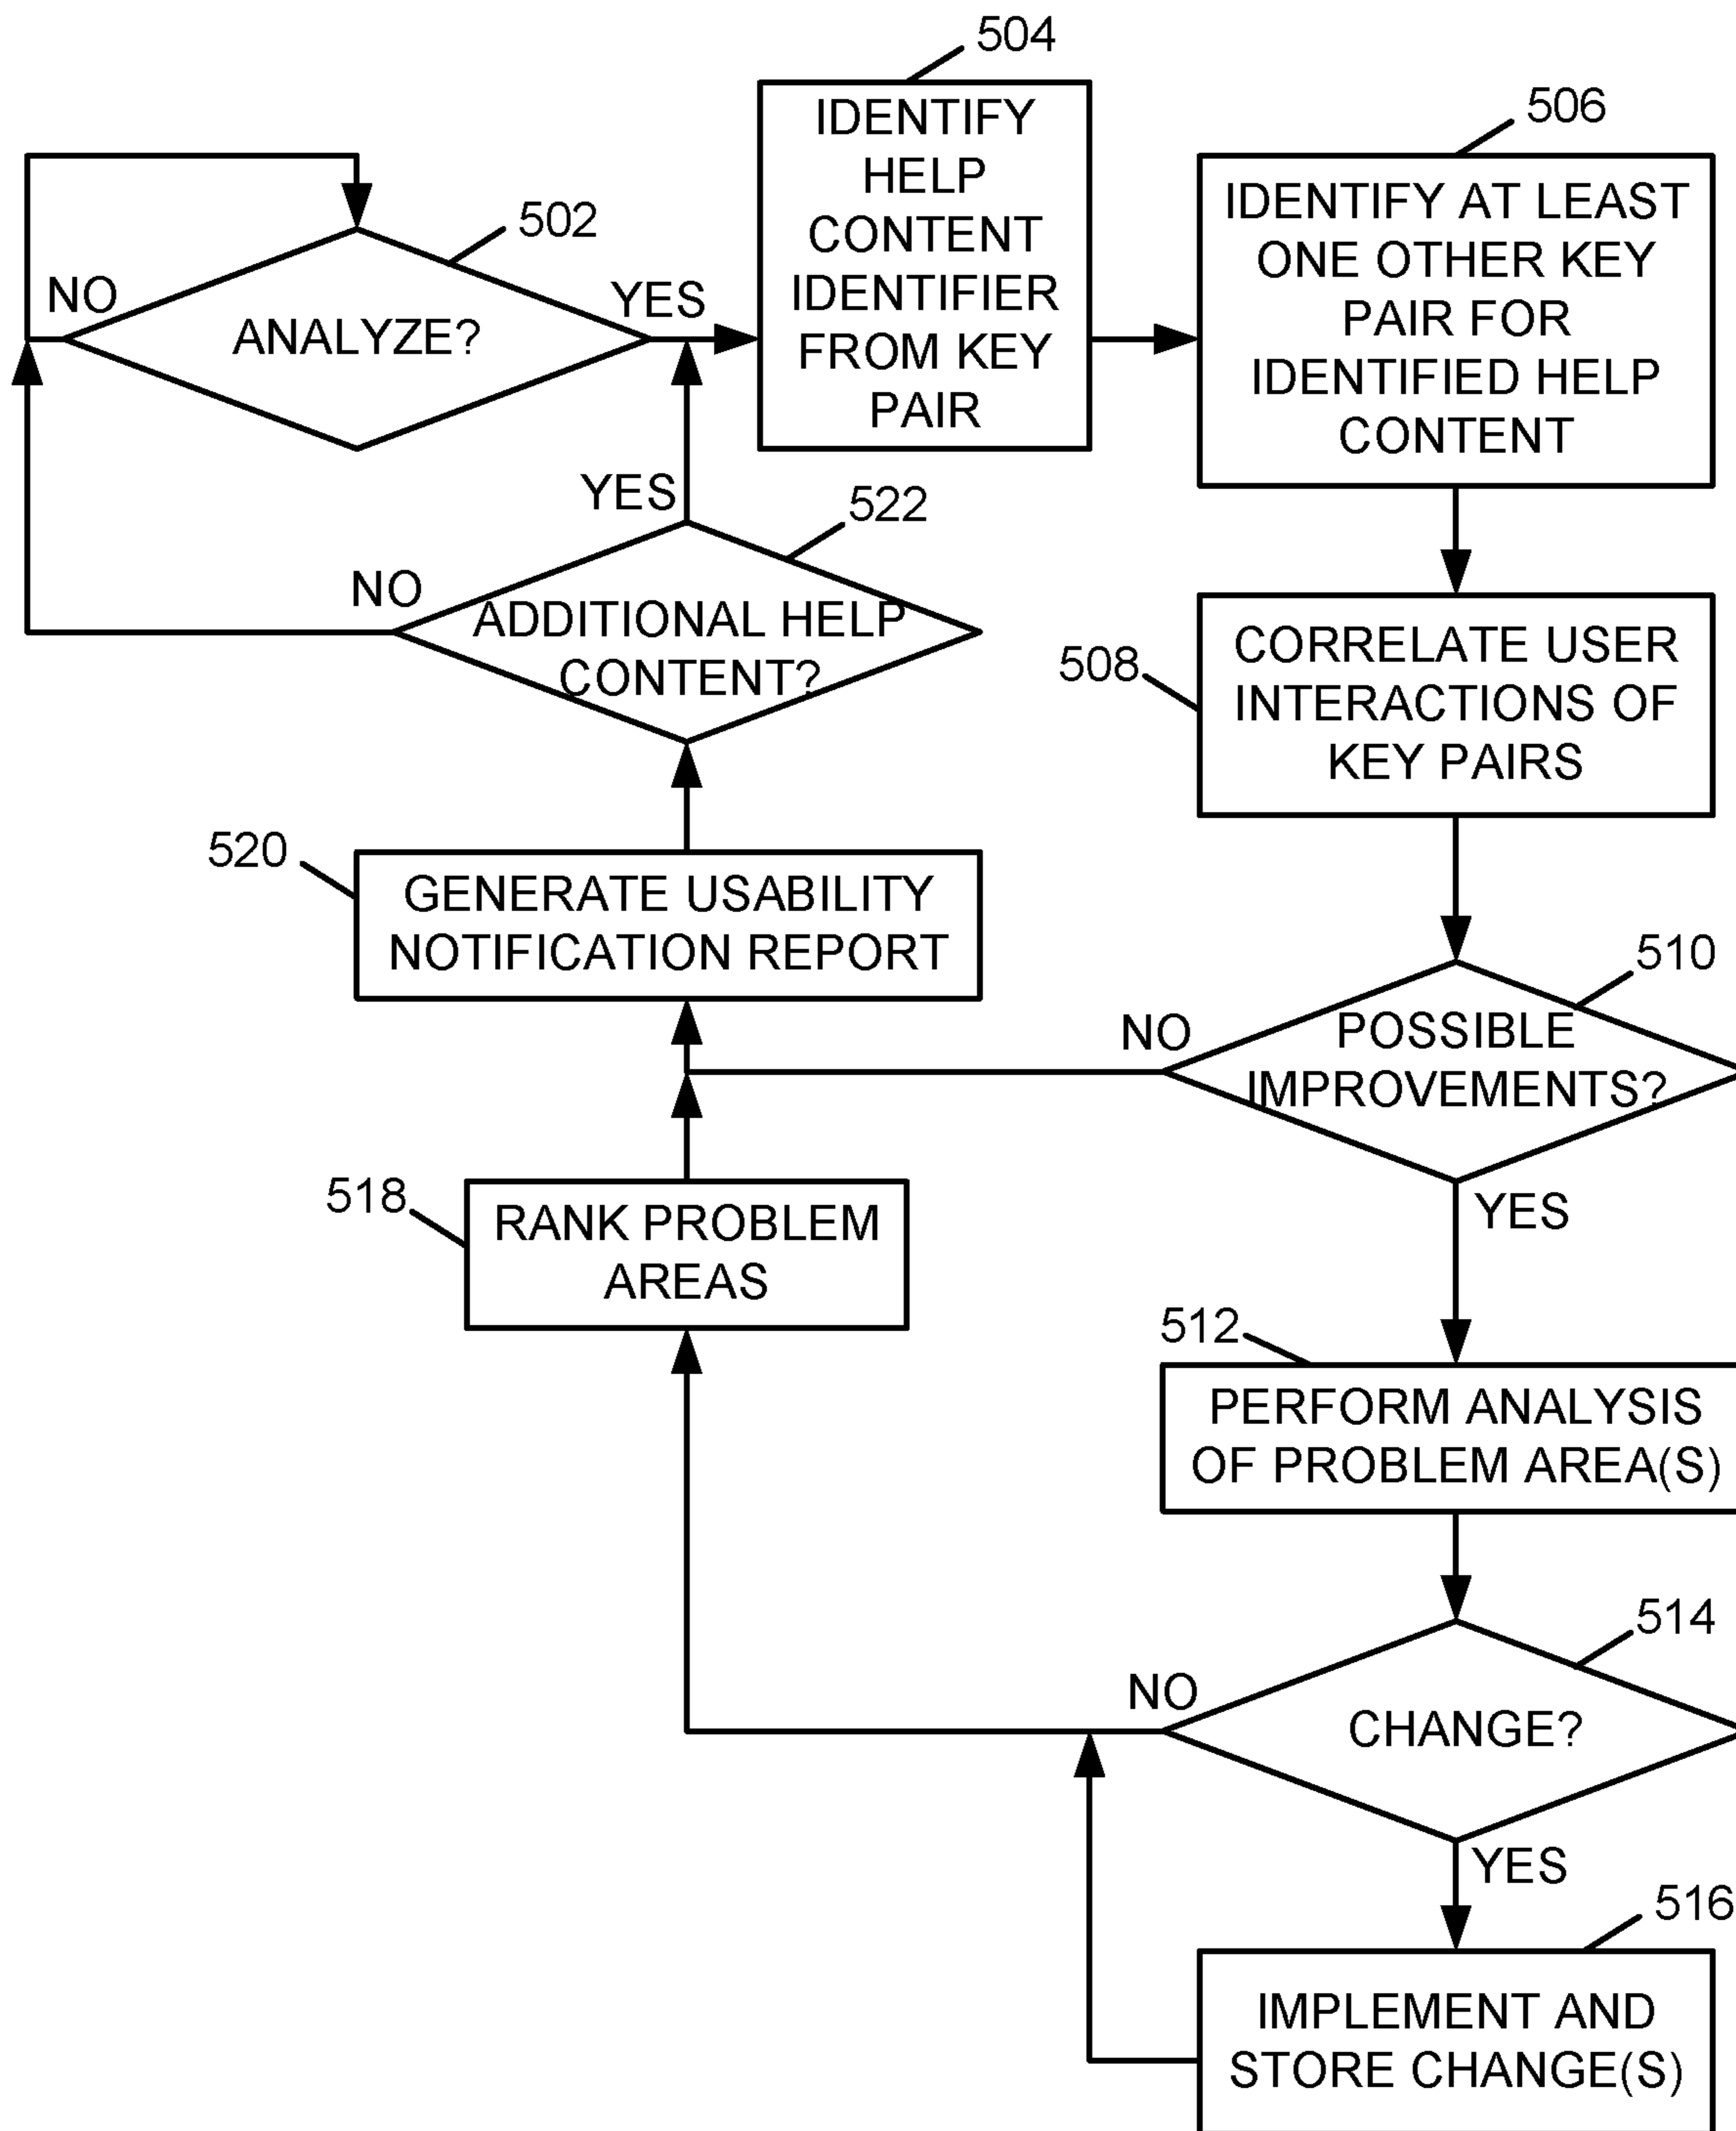 504
IDENTIFY
HELP
CONTENT
IDENTIFIER
FROM KEY
PAIR
506
IDENTIFY AT LEAST
ONE OTHER KEY
PAIR FOR
IDENTIFIED HELP
CONTENT
502
NO
YES
ANALYZE?
YES
522
NO
ADDITIONAL HELP
CONTENT?
508
CORRELATE USER
INTERACTIONS OF
KEY PAIRS
520
GENERATE USABILITY
NOTIFICATION REPORT
510
NO
POSSIBLE
IMPROVEMENTS?
YES
518
RANK PROBLEM
AREAS
512
PERFORM ANALYSIS
OF PROBLEM AREA(S)
514
NO
CHANGE?
YES
516
IMPLEMENT AND
STORE CHANGE(S)